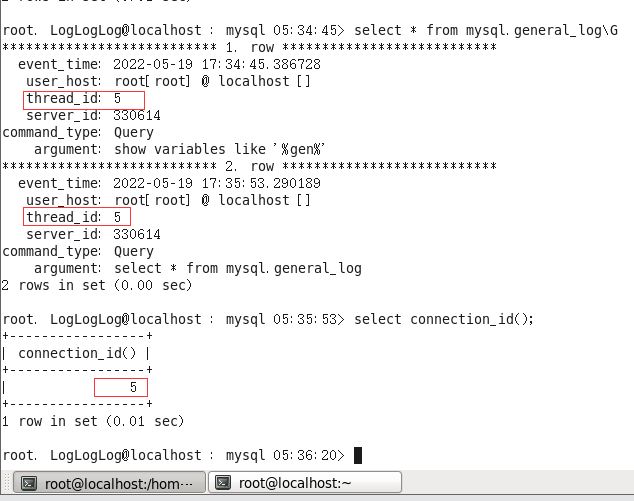 root. LogLogLog@localhost : mysql 05:34:45> select * from mysql.general_log\G
*************************** 1. row ***************************
event_time: 2022-05-19 17:34:45.386728
user_host: root[root] @ localhost []
thread_id: 5
server_id: 330614
command_type: Query
argument: show variables like '%gen%'
*************************** 2. row ***************************
event_time: 2022-05-19 17:35:53.290189
user_host: root[root] @ localhost []
thread_id: 5
server_id: 330614
command_type: Query
argument: select * from mysql.general_log
2 rows in set (0.00 sec)
root. LogLogLog@localhost : mysql 05:35:53> select connection_id();
+-----------------+
| connection_id() |
+-----------------+
| 5
+-----------------+
1 row in set (0.01 sec)
root. LogLogLog@localhost : mysql 05:36:20>
root@localhost:/hom··· root@localhost:~